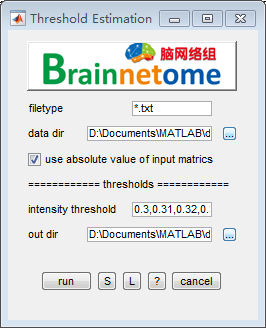 Threshold Estimation
脑网络组
Brainnetome
filetype
*.txt
data dir
D:\Documents\MATLAB\d
...
use absolute value of input matrics
============ thresholds ============
intensity threshold
0.3,0.31,0.32,0.
out dir
D:\Documents\MATLAB\d
...
run S L ? cancel